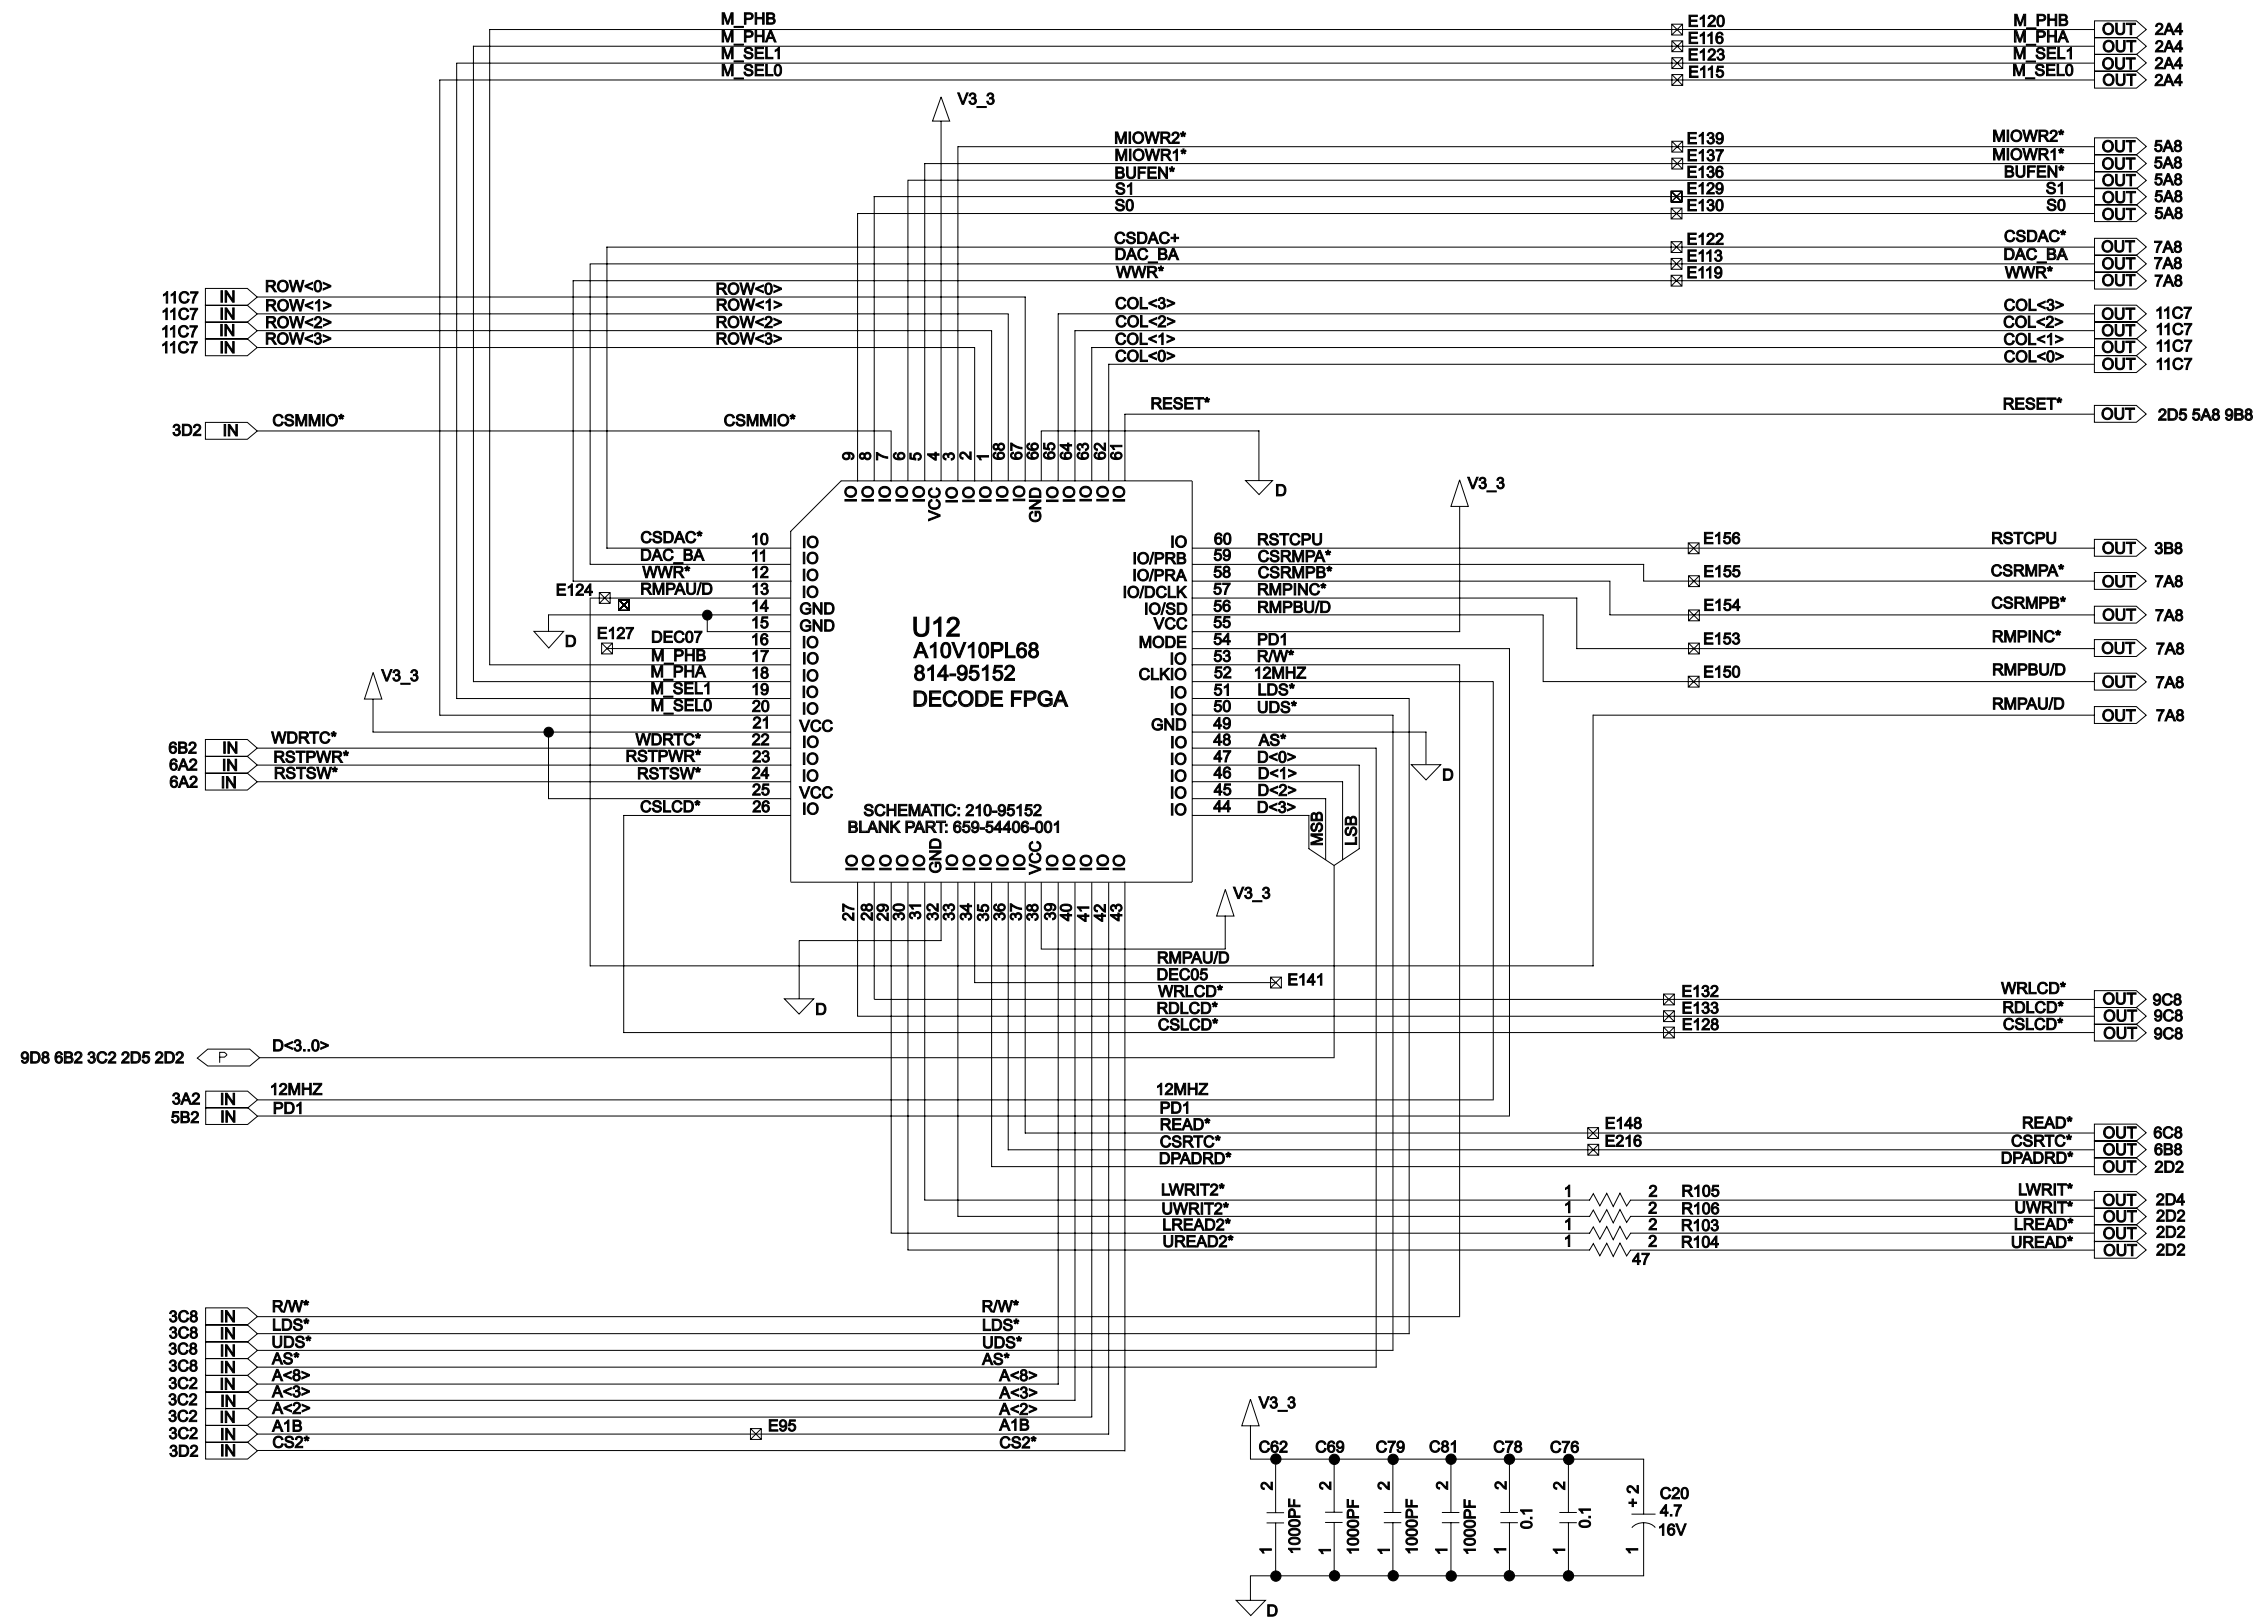 M_PHB E120 M_PHB OUT 2A4
M_PHA E116 M_PHA OUT 2A4
M_SEL1 E123 M_SEL1 OUT 2A4
M_SEL0 E115 M_SEL0 OUT 2A4
V3_3
MIOWR2* E139 MIOWR2* OUT 5A8
MIOWR1* E137 MIOWR1* OUT 5A8
BUFEN* E136 BUFEN* OUT 5A8
S1 E129 S1 OUT 5A8
S0 E130 S0 OUT 5A8
CSDAC+ E122 CSDAC* OUT 7A8
DAC_BA E113 DAC_BA OUT 7A8
WWR* E119 WWR* OUT 7A8
11C7 IN ROW<0> ROW<0>
11C7 IN ROW<1> ROW<1>
11C7 IN ROW<2> ROW<2>
11C7 IN ROW<3> ROW<3>
COL<3> COL<3> OUT 11C7
COL<2> COL<2> OUT 11C7
COL<1> COL<1> OUT 11C7
COL<0> COL<0> OUT 11C7
RESET* RESET* OUT 2D5 5A8 9B8
3D2 IN CSMMIO* CSMMIO*
9 8 7 6 5 4 3 2 1 68 67 66 65 64 63 62 61
IO IO IO IO IO VCC IO IO IO IO IO GND IO IO IO IO IO
D
V3_3
CSDAC* 10 IO
DAC_BA 11 IO
WWR* 12 IO
E124 RMPAU/D 13 IO
14 GND
15 GND
D
E127 DEC07 16 IO
M_PHB 17 IO
M_PHA 18 IO
M_SEL1 19 IO
M_SEL0 20 IO
V3_3
21 VCC
6B2 IN WDRTC* WDRTC* 22 IO
6A2 IN RSTPWR* RSTPWR* 23 IO
6A2 IN RSTSW* RSTSW* 24 IO
25 VCC
CSLCD* 26 IO
U12
A10V10PL68
814-95152
DECODE FPGA
SCHEMATIC: 210-95152
BLANK PART: 659-54406-001
IO 60 RSTCPU E156 RSTCPU OUT 3B8
IO/PRB 59 CSRMPA* E155 CSRMPA* OUT 7A8
IO/PRA 58 CSRMPB* E154 CSRMPB* OUT 7A8
IO/DCLK 57 RMPINC* E153 RMPINC* OUT 7A8
IO/SD 56 RMPBU/D E150 RMPBU/D OUT 7A8
VCC 55
MODE 54 PD1
IO 53 R/W*
CLKIO 52 12MHZ
IO 51 LDS*
IO 50 UDS*
GND 49
IO 48 AS*
IO 47 D<0>
IO 46 D<1>
IO 45 D<2>
IO 44 D<3>
RMPAU/D OUT 7A8
D
MSB
LSB
IO IO IO IO IO GND IO IO IO IO IO VCC IO IO IO IO IO
27 28 29 30 31 32 33 34 35 36 37 38 39 40 41 42 43
V3_3
D
RMPAU/D
DEC05 E141
WRLCD* E132 WRLCD* OUT 9C8
RDLCD* E133 RDLCD* OUT 9C8
CSLCD* E128 CSLCD* OUT 9C8
9D8 6B2 3C2 2D5 2D2 P D<3..0>
3A2 IN 12MHZ 12MHZ
5B2 IN PD1 PD1
READ* E148 READ* OUT 6C8
CSRTC* E216 CSRTC* OUT 6B8
DPADRD* DPADRD* OUT 2D2
LWRIT2* 1 2 R105 LWRIT* OUT 2D4
UWRIT2* 1 2 R106 UWRIT* OUT 2D2
LREAD2* 1 2 R103 LREAD* OUT 2D2
UREAD2* 1 2 R104 UREAD* OUT 2D2
47
3C8 IN R/W* R/W*
3C8 IN LDS* LDS*
3C8 IN UDS* UDS*
3C8 IN AS* AS*
3C2 IN A<8> A<8>
3C2 IN A<3> A<3>
3C2 IN A<2> A<2>
3C2 IN A1B E95 A1B
3D2 IN CS2* CS2*
V3_3
C62 C69 C79 C81 C78 C76
2 2 2 2 2 2 + 2
C20
4.7
16V
1000PF 1000PF 1000PF 1000PF 0.1 0.1
1 1 1 1 1 1 1
D